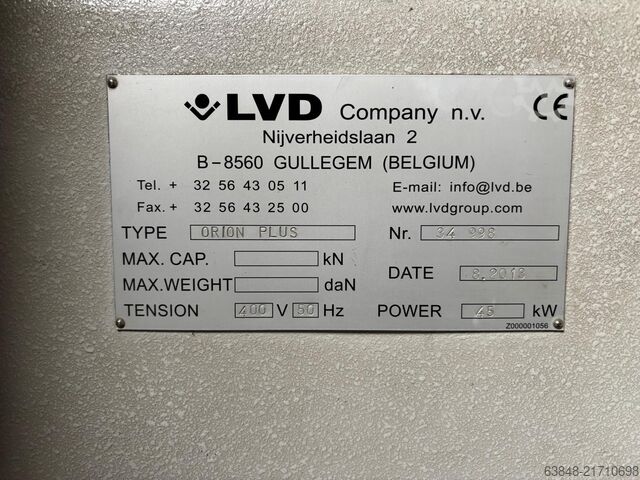 LVD Company n.v. CE
Nijverheidslaan 2
B-8560 GULLEGEM (BELGIUM)
Tel. + 32 56 43 05 11 E-mail: info@lvd.be
Fax. + 32 56 43 25 00 www.lvdgroup.com
TYPE ORION PLUS Nr. 34 998
MAX. CAP. kN
MAX.WEIGHT daN
DATE 8.2013
TENSION 400 V 50 Hz POWER 45 kW
Z000001056
63848-21710698